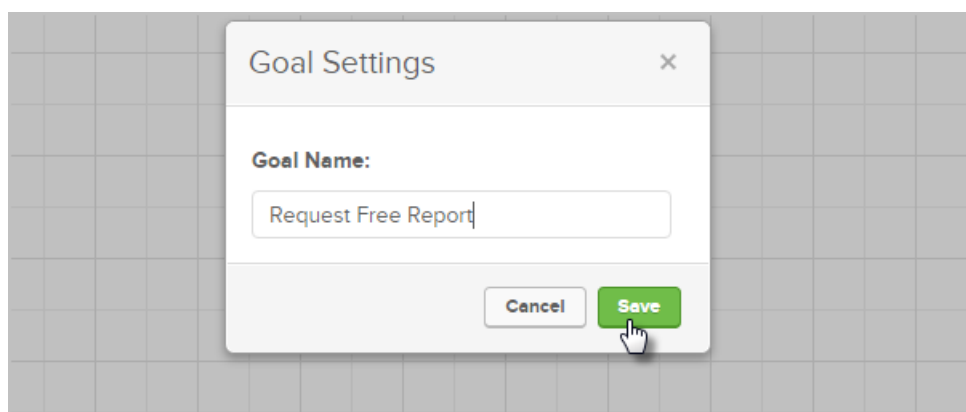 Goal Settings ×
Goal Name:
Request Free Report
Cancel Save